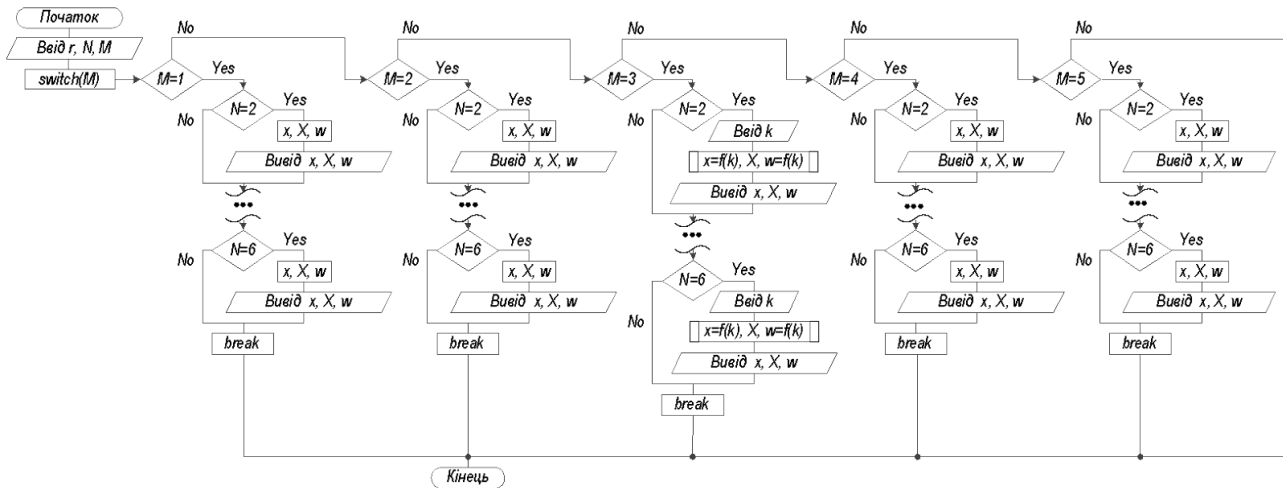 Початок
Ввід r, N, M
switch(M)
M=1
Yes
No
N=2
Yes
No
x, X, w
Вивід x, X, w
•••
N=6
Yes
No
x, X, w
Вивід x, X, w
break
M=2
Yes
No
N=2
Yes
No
x, X, w
Вивід x, X, w
•••
N=6
Yes
No
x, X, w
Вивід x, X, w
break
M=3
Yes
No
N=2
Yes
No
Ввід k
x=f(k), X, w=f(k)
Вивід x, X, w
•••
N=6
Yes
No
Ввід k
x=f(k), X, w=f(k)
Вивід x, X, w
break
M=4
Yes
No
N=2
Yes
No
x, X, w
Вивід x, X, w
•••
N=6
Yes
No
x, X, w
Вивід x, X, w
break
M=5
Yes
No
N=2
Yes
No
x, X, w
Вивід x, X, w
•••
N=6
Yes
No
x, X, w
Вивід x, X, w
break
Кінець